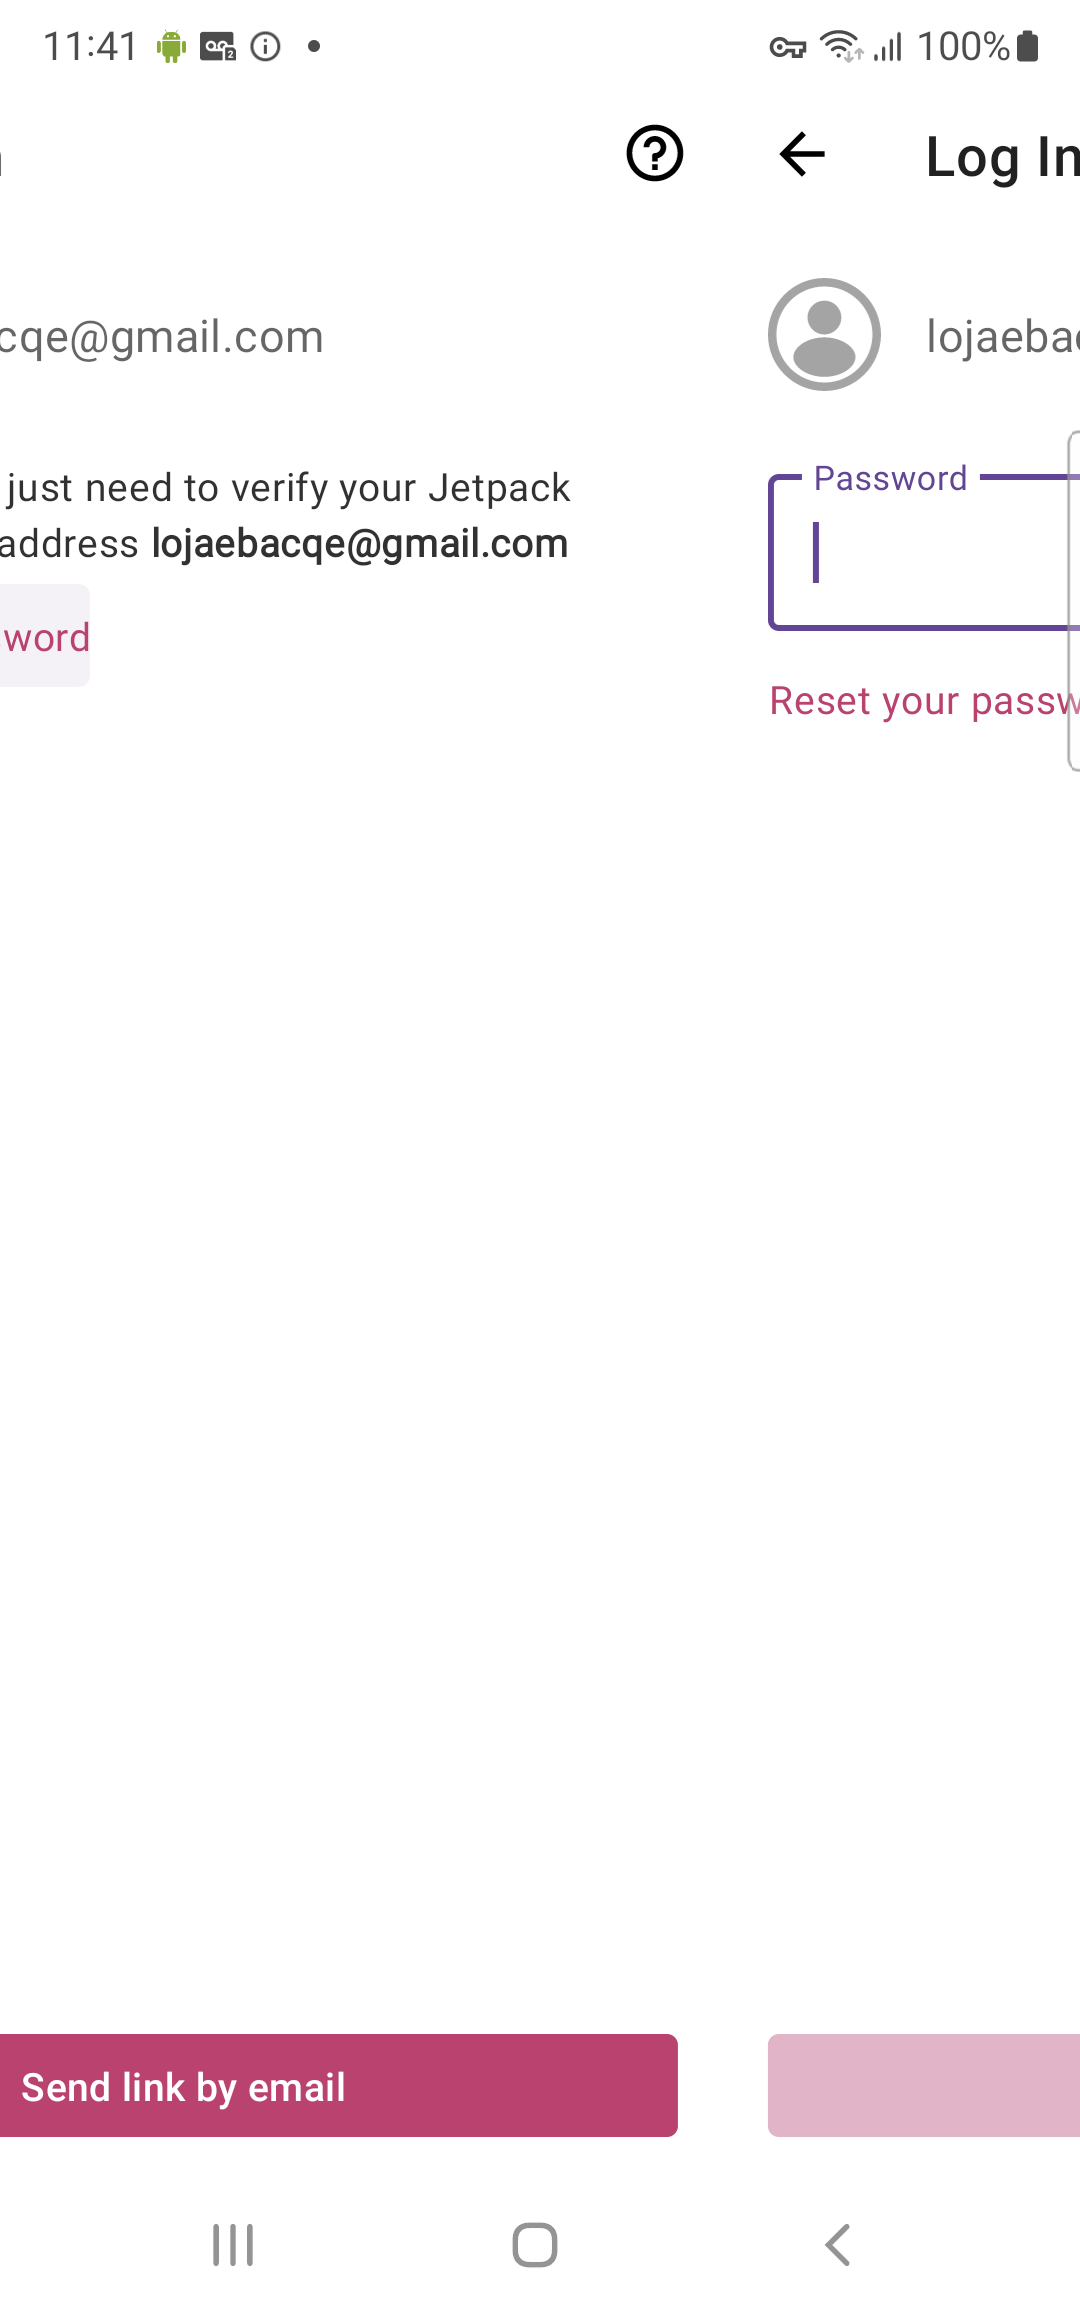 11:41
100%
Log In
cqe@gmail.com
lojaeba
just need to verify your Jetpack
address lojaebacqe@gmail.com
word
Password
Reset your passw
Send link by email